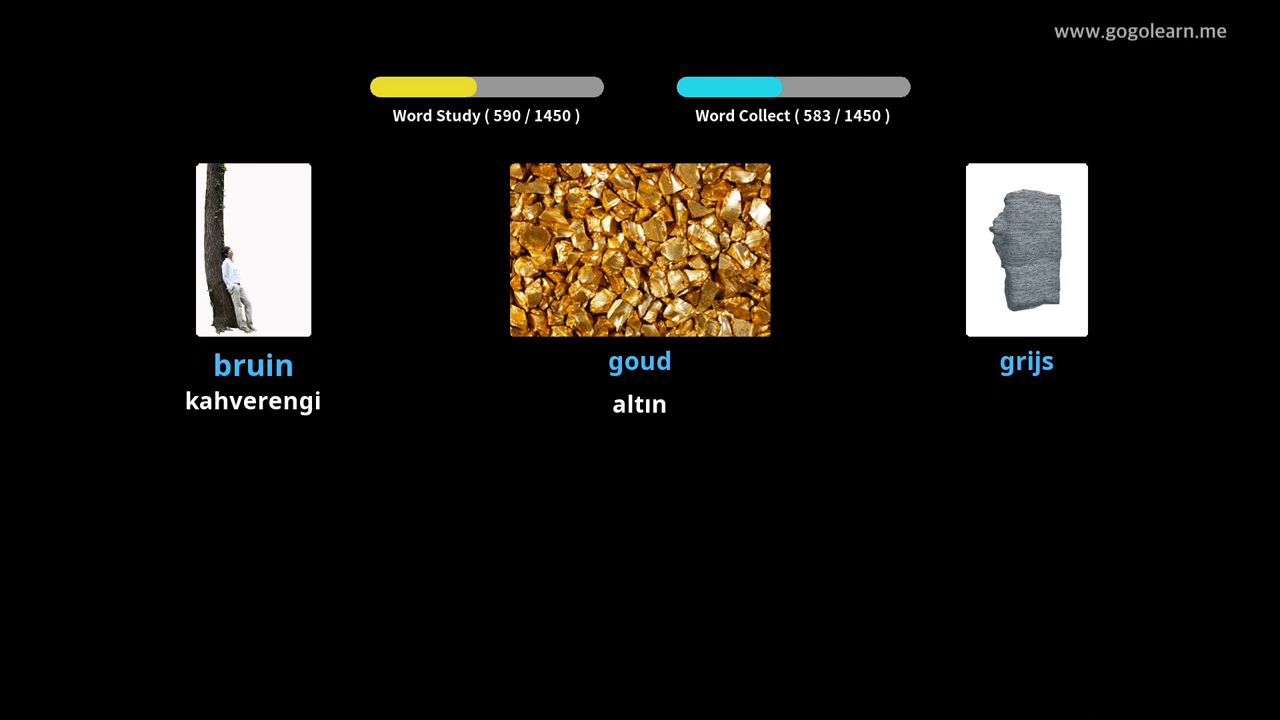 www.gogolearn.me
Word Study ( 590 / 1450 )
Word Collect ( 583 / 1450 )
bruin
goud
grijs
kahverengi
altın